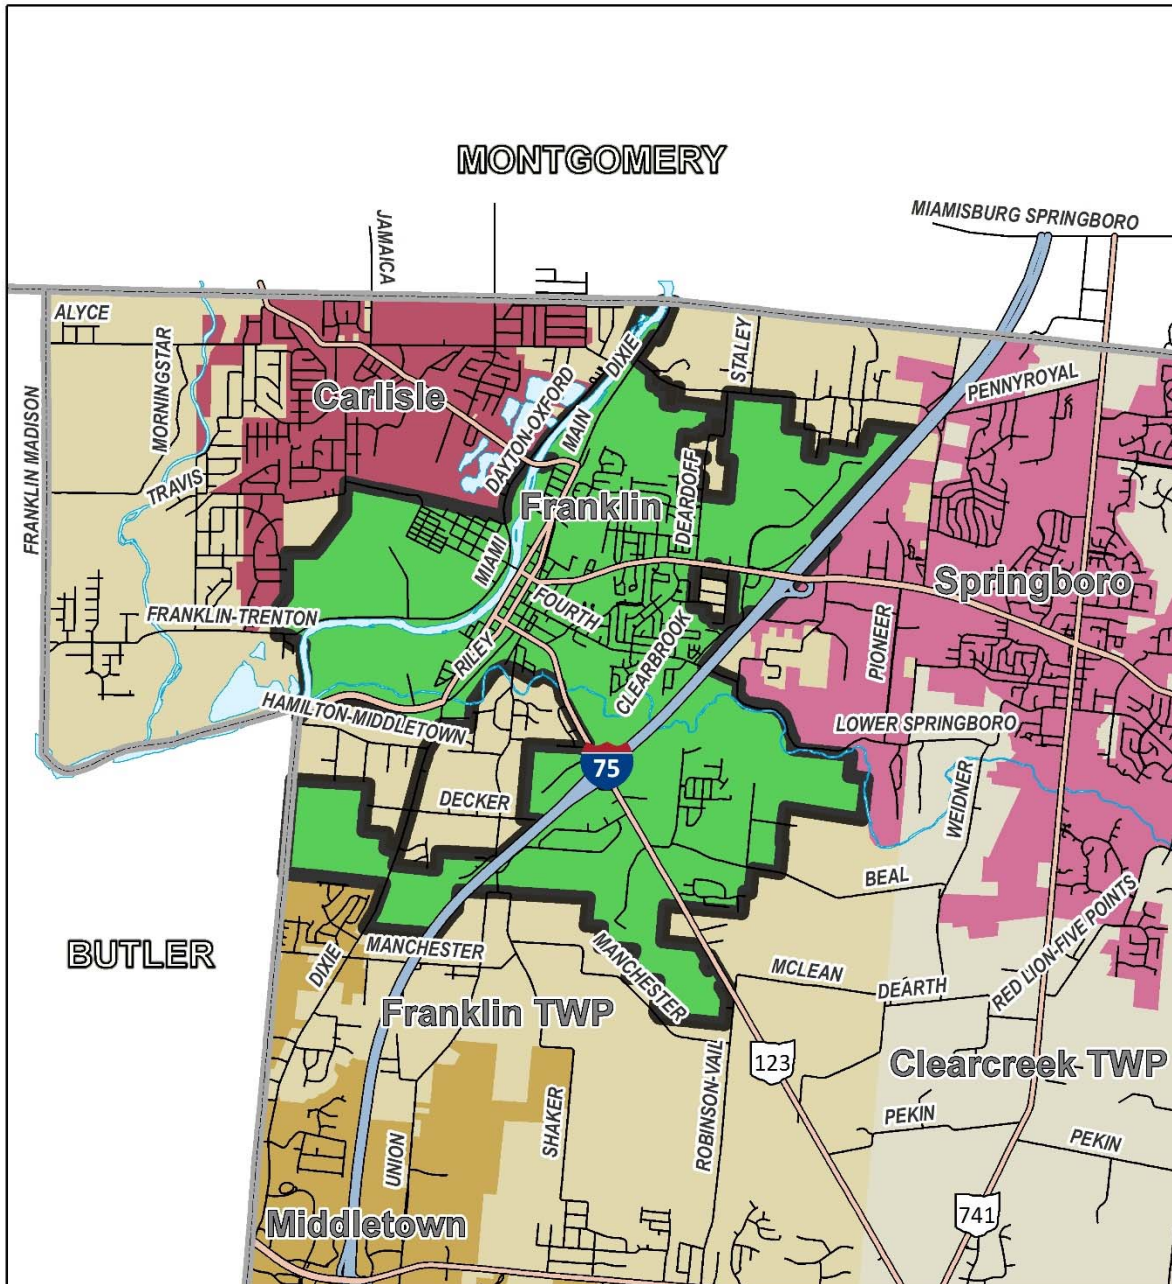 MONTGOMERY
MIAMISBURG SPRINGBORO
JAMAICA
ALYCE
MORNINGSTAR
STALEY
DIXIE
PENNYROYAL
Carlisle
DAYTON-OXFORD
MAIN
FRANKLIN MADISON
TRAVIS
Franklin
DEARDOFF
MIAMI
Springboro
FOURTH
FRANKLIN-TRENTON
RILEY
CLEARBROOK
PIONEER
HAMILTON-MIDDLETOWN
LOWER SPRINGBORO
75
DECKER
WEIDNER
BEAL
RED LION-FIVE POINTS
BUTLER
DIXIE
MANCHESTER
MANCHESTER
MCLEAN
DEARTH
Franklin TWP
123
Clearcreek TWP
SHAKER
ROBINSON-VAIL
PEKIN
PEKIN
UNION
Middletown
741